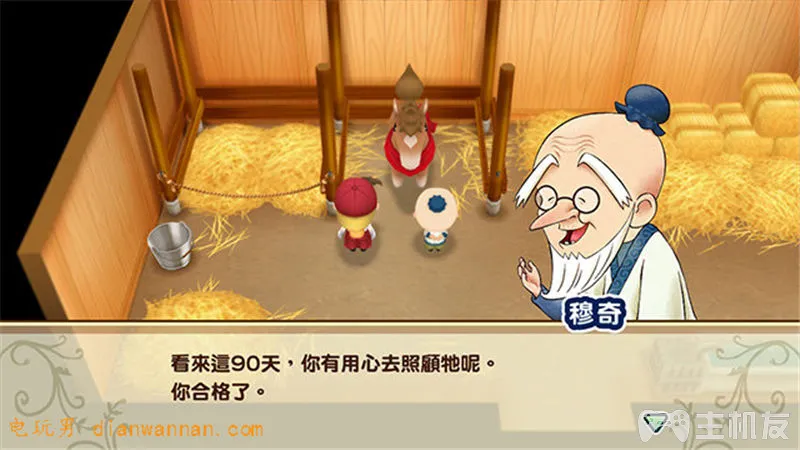 穆奇
看來這90天，你有用心去照顧牠呢。
你合格了。
电玩男-dianwannan.com
主机友